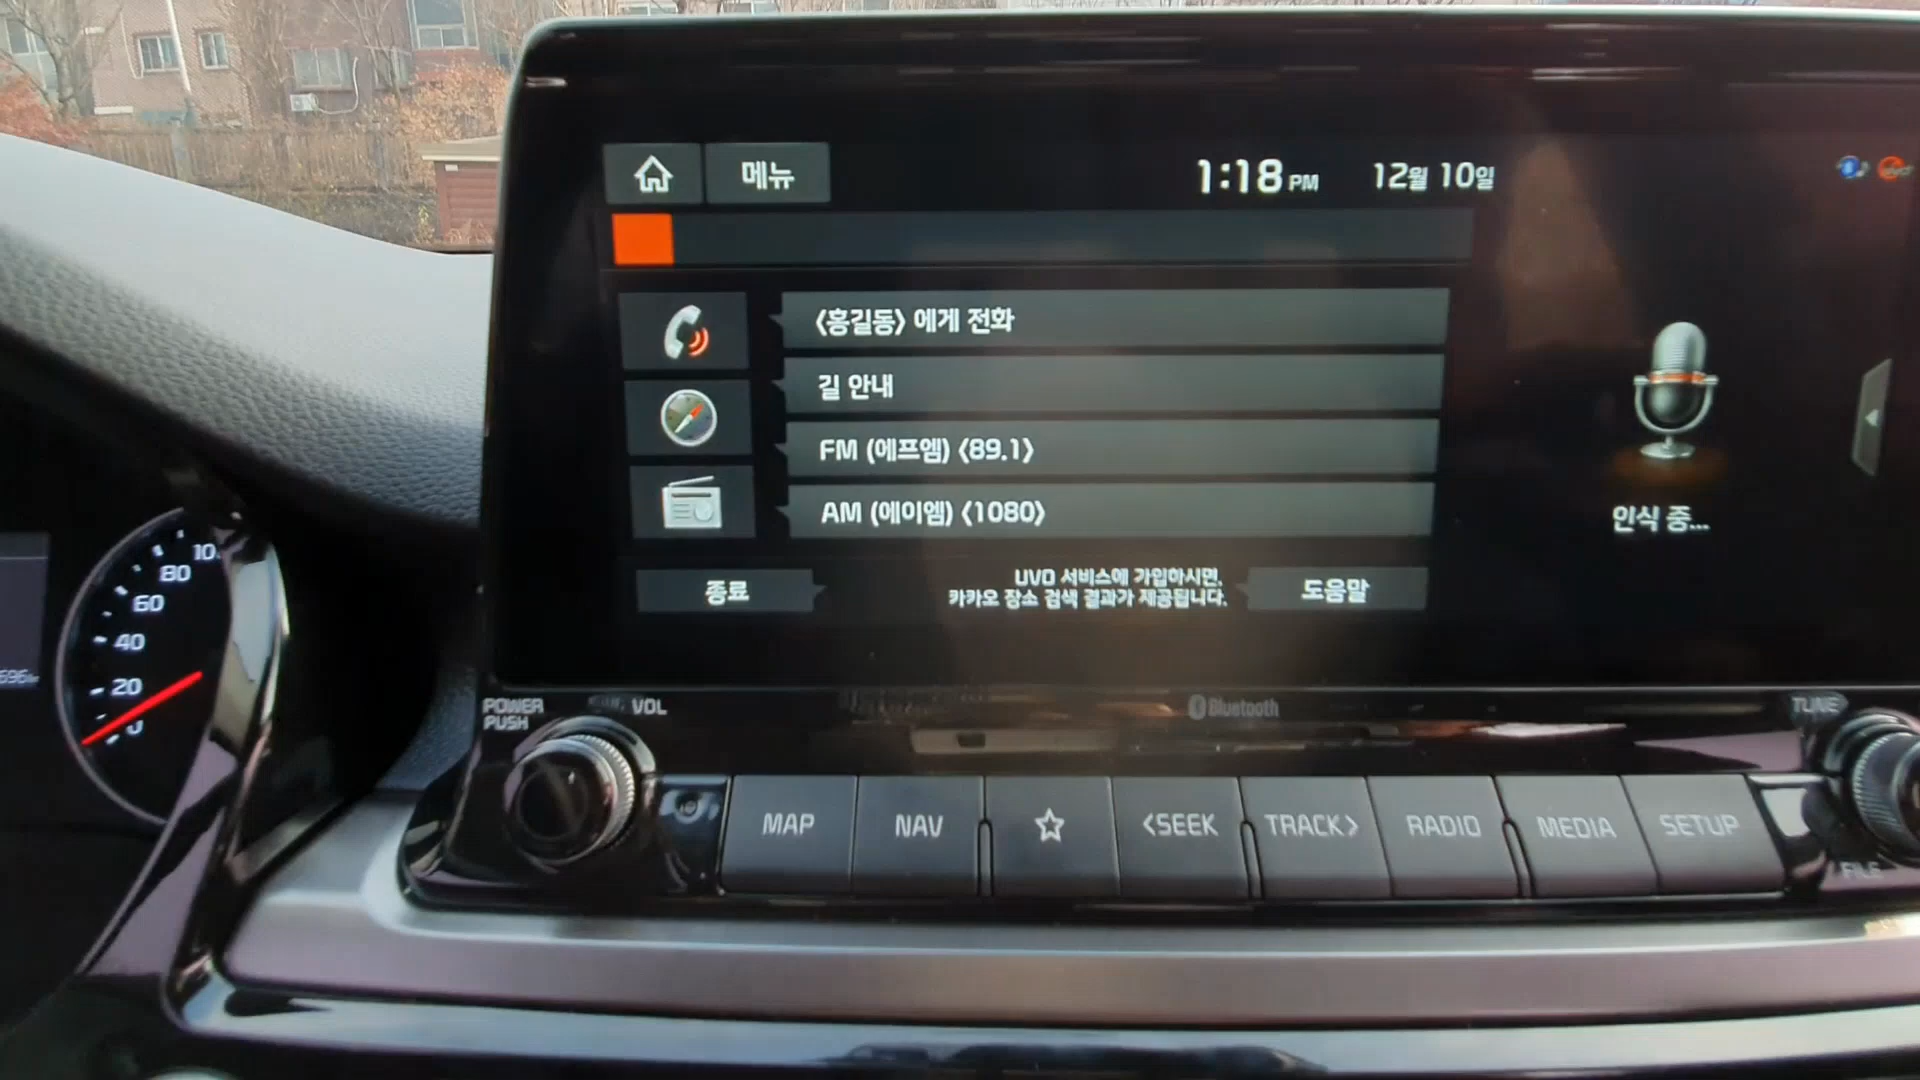 메뉴
1:18 PM
12월 10일
〈홍길동〉 에게 전화
길 안내
FM (에프엠) 〈89.1〉
AM (에이엠) 〈1080〉
인식 중...
종료
UVO 서비스에 가입하시면,
카카오 장소 검색 결과가 제공됩니다.
도움말
10
80
60
40
20
0
POWER
PUSH
VOL
Bluetooth
TUNE
FILE
MAP
NAV
<SEEK
TRACK>
RADIO
MEDIA
SETUP